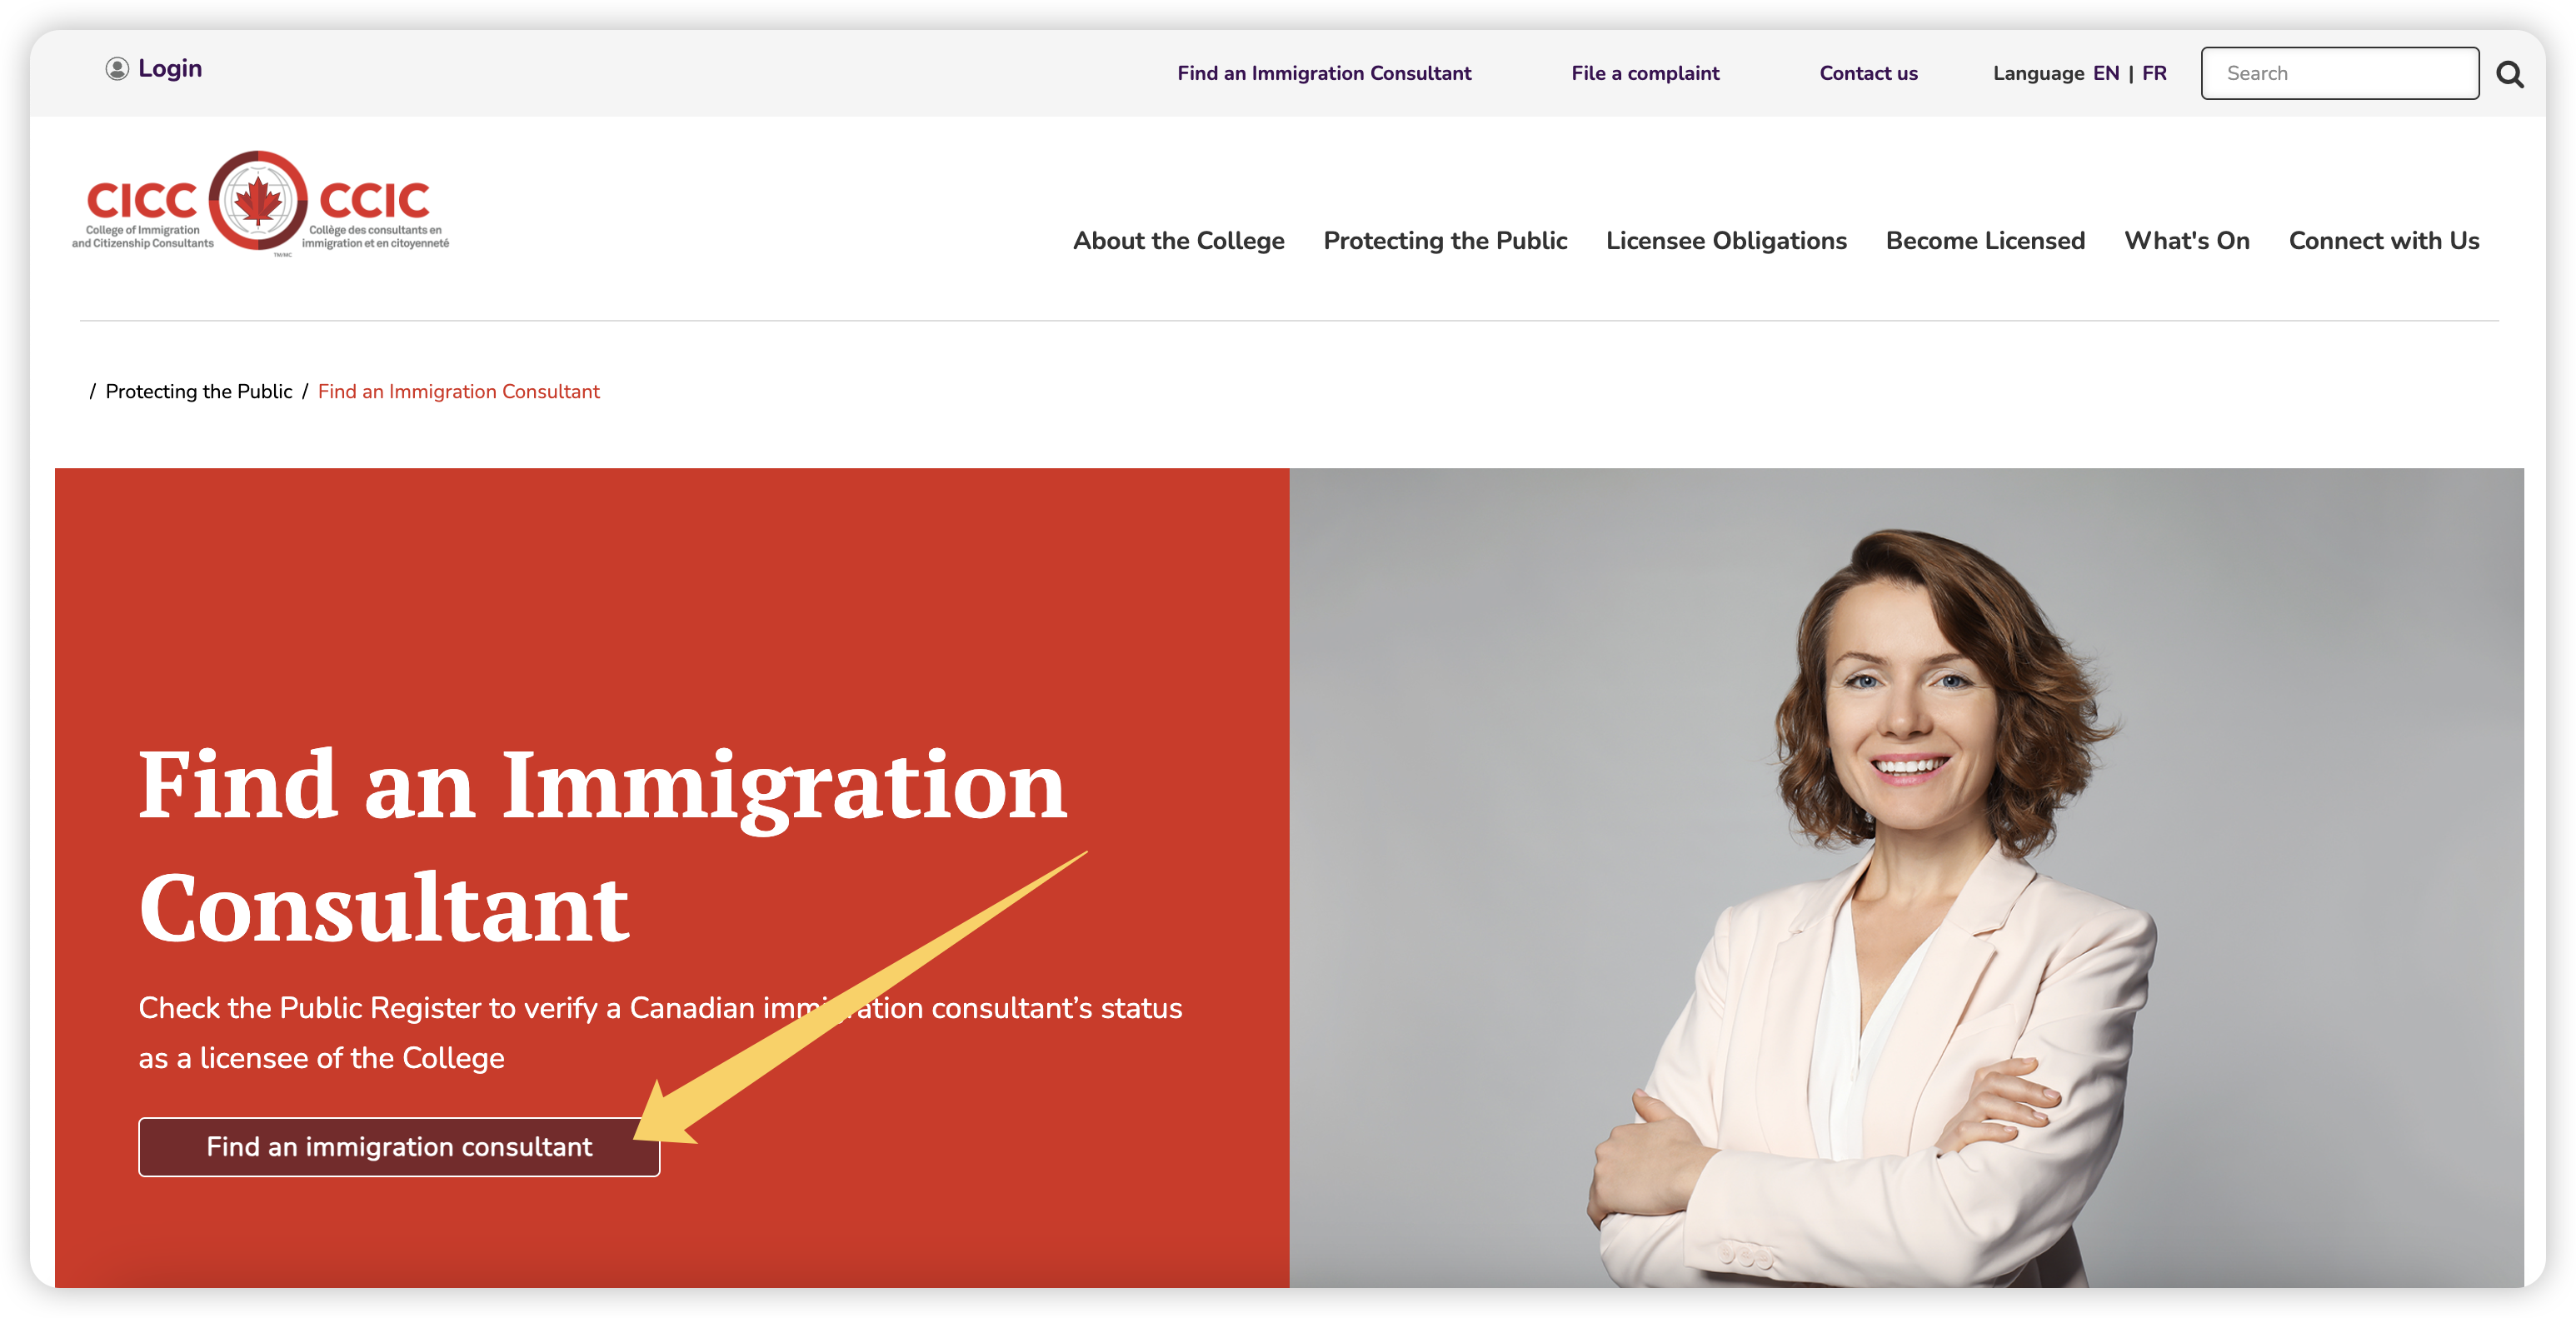 Login
Find an Immigration Consultant
File a complaint
Contact us
Language EN | FR
Search
CICC
College of Immigration
and Citizenship Consultants
CCIC
Collège des consultants en
immigration et en citoyenneté
TM/MC
About the College
Protecting the Public
Licensee Obligations
Become Licensed
What's On
Connect with Us
/ Protecting the Public / Find an Immigration Consultant
Find an Immigration
Consultant
Check the Public Register to verify a Canadian immigration consultant’s status
as a licensee of the College
Find an immigration consultant